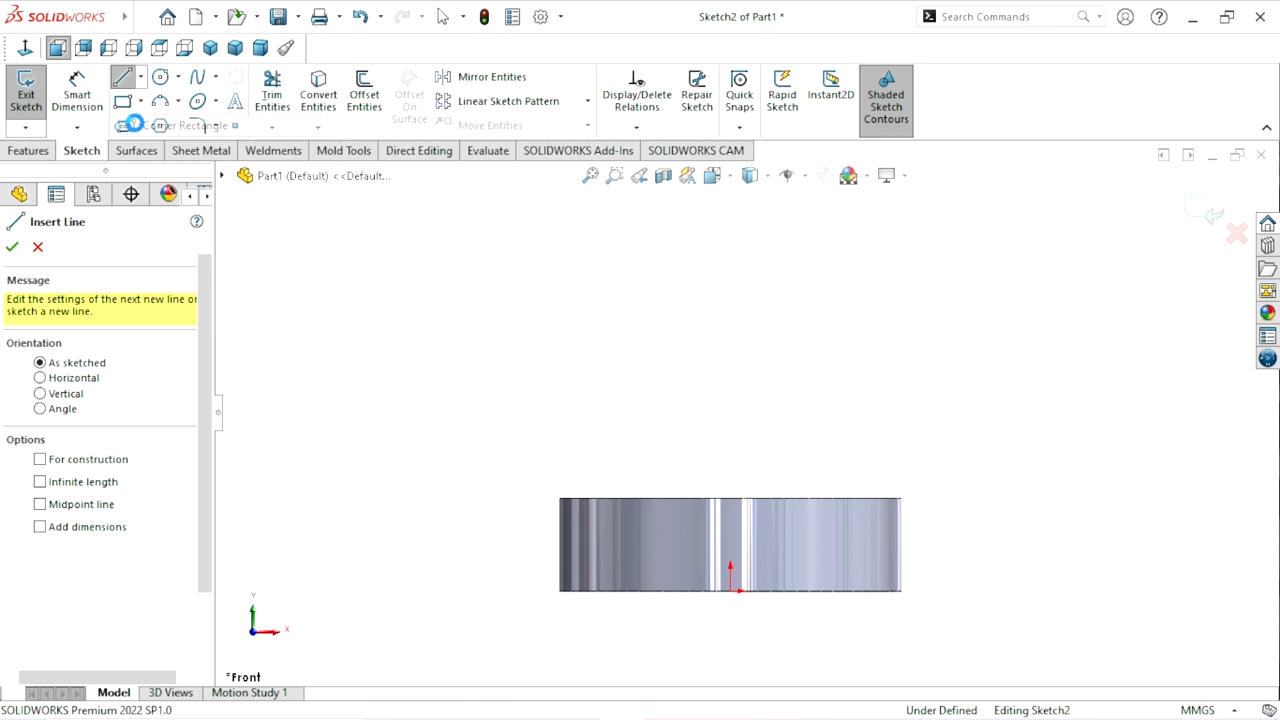 SOLIDWORKS
Sketch2 of Part1 *
Search Commands
Exit Sketch
Smart Dimension
Trim Entities
Convert Entities
Offset Entities
Offset On Surface
Mirror Entities
Linear Sketch Pattern
Move Entities
Display/Delete Relations
Repair Sketch
Quick Snaps
Rapid Sketch
Instant2D
Shaded Sketch Contours
Corner Rectangle
Features
Sketch
Surfaces
Sheet Metal
Weldments
Mold Tools
Direct Editing
Evaluate
SOLIDWORKS Add-Ins
SOLIDWORKS CAM
Part1 (Default) <<Default...
Insert Line
Message
Edit the settings of the next new line or
sketch a new line.
Orientation
As sketched
Horizontal
Vertical
Angle
Options
For construction
Infinite length
Midpoint line
Add dimensions
Y
X
*Front
Model
3D Views
Motion Study 1
SOLIDWORKS Premium 2022 SP1.0
Under Defined
Editing Sketch2
MMGS